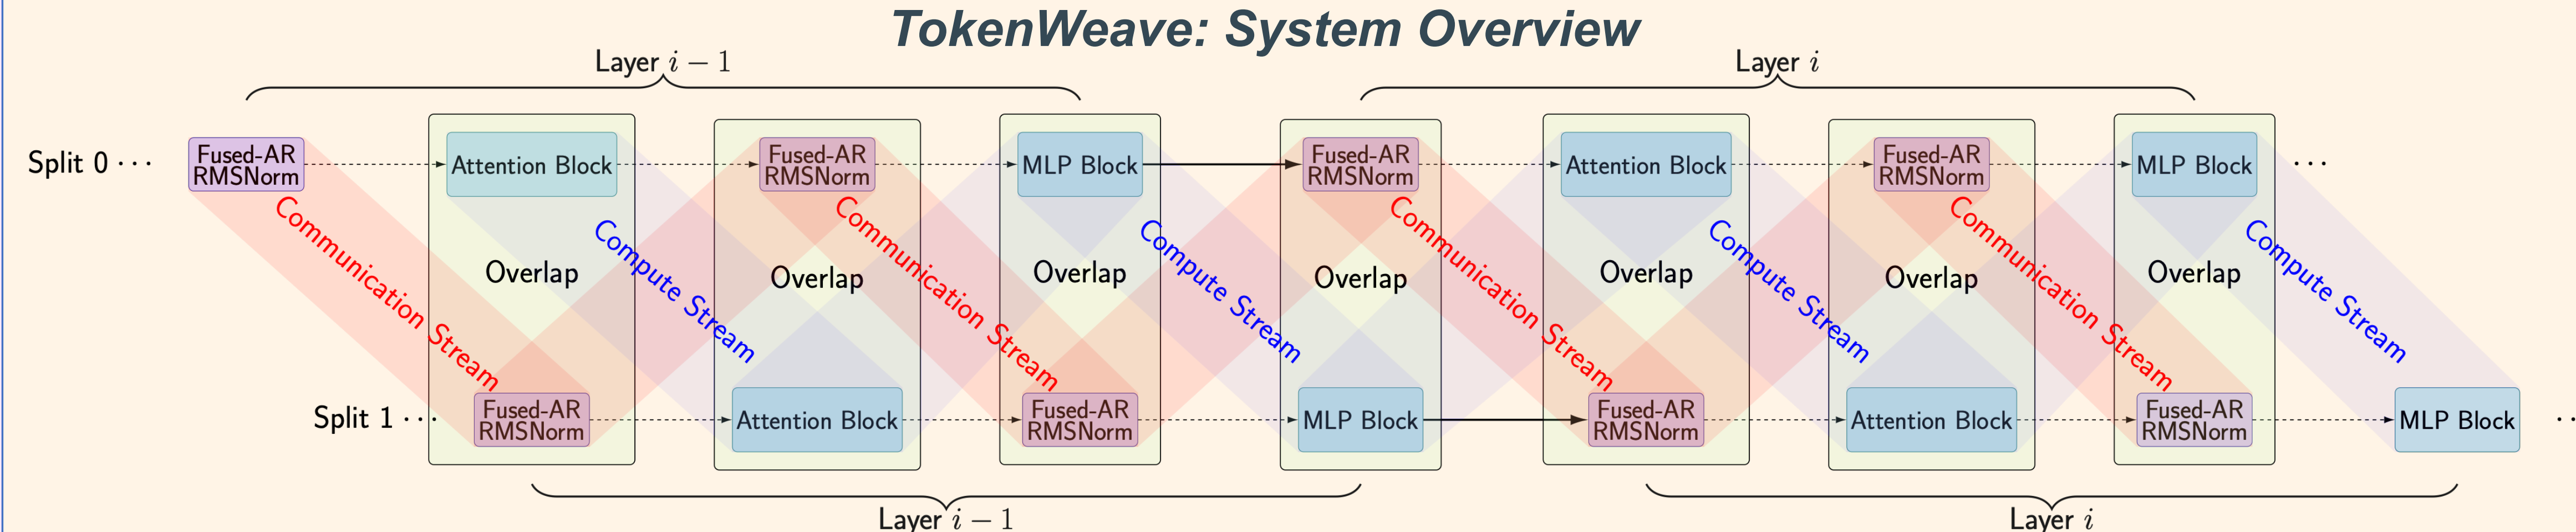 TokenWeave: System Overview
Layer i − 1
Layer i
Split 0 ···
Fused-AR
RMSNorm
Attention Block
Fused-AR
RMSNorm
MLP Block
Fused-AR
RMSNorm
Attention Block
Fused-AR
RMSNorm
MLP Block
···
Communication Stream
Compute Stream
Communication Stream
Compute Stream
Communication Stream
Compute Stream
Communication Stream
Compute Stream
Overlap
Overlap
Overlap
Overlap
Overlap
Overlap
Overlap
Split 1 ···
Fused-AR
RMSNorm
Attention Block
Fused-AR
RMSNorm
MLP Block
Fused-AR
RMSNorm
Attention Block
Fused-AR
RMSNorm
MLP Block
··
Layer i − 1
Layer i